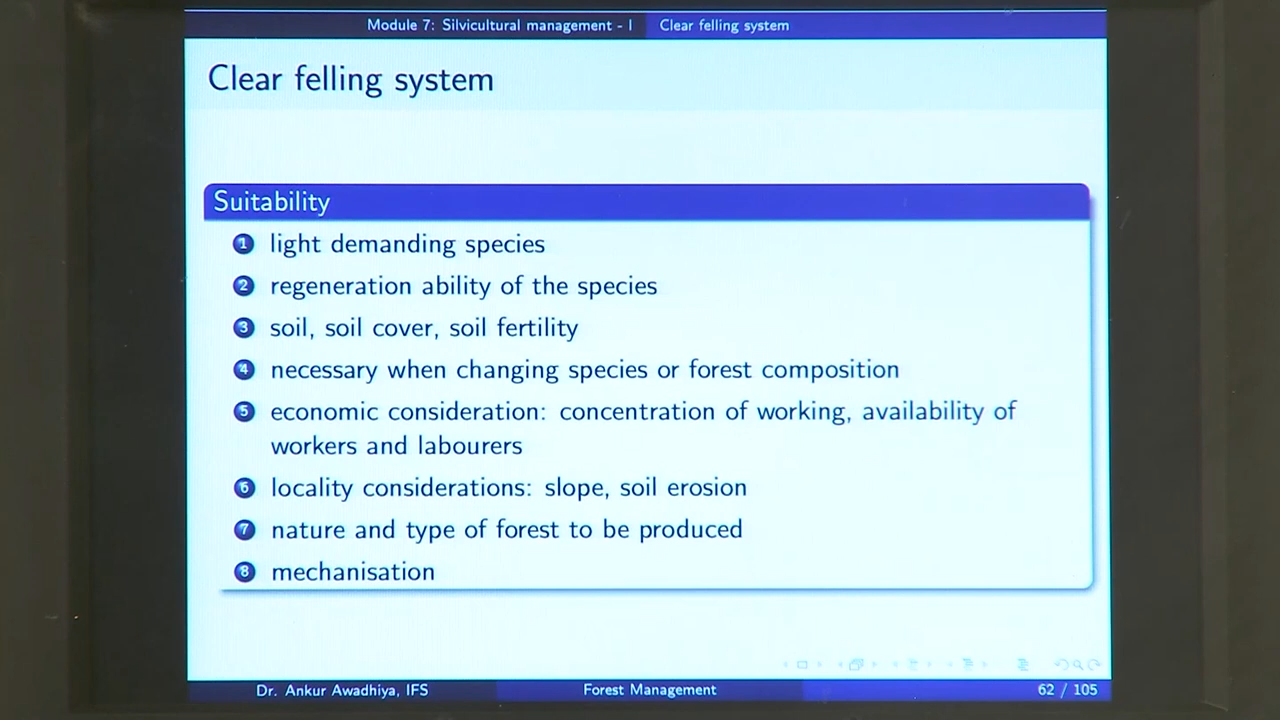 Module 7: Silvicultural management - I Clear felling system
Clear felling system
Suitability
1 light demanding species
2 regeneration ability of the species
3 soil, soil cover, soil fertility
4 necessary when changing species or forest composition
5 economic consideration: concentration of working, availability of
workers and labourers
6 locality considerations: slope, soil erosion
7 nature and type of forest to be produced
8 mechanisation
Dr. Ankur Awadhiya, IFS Forest Management 62 / 105